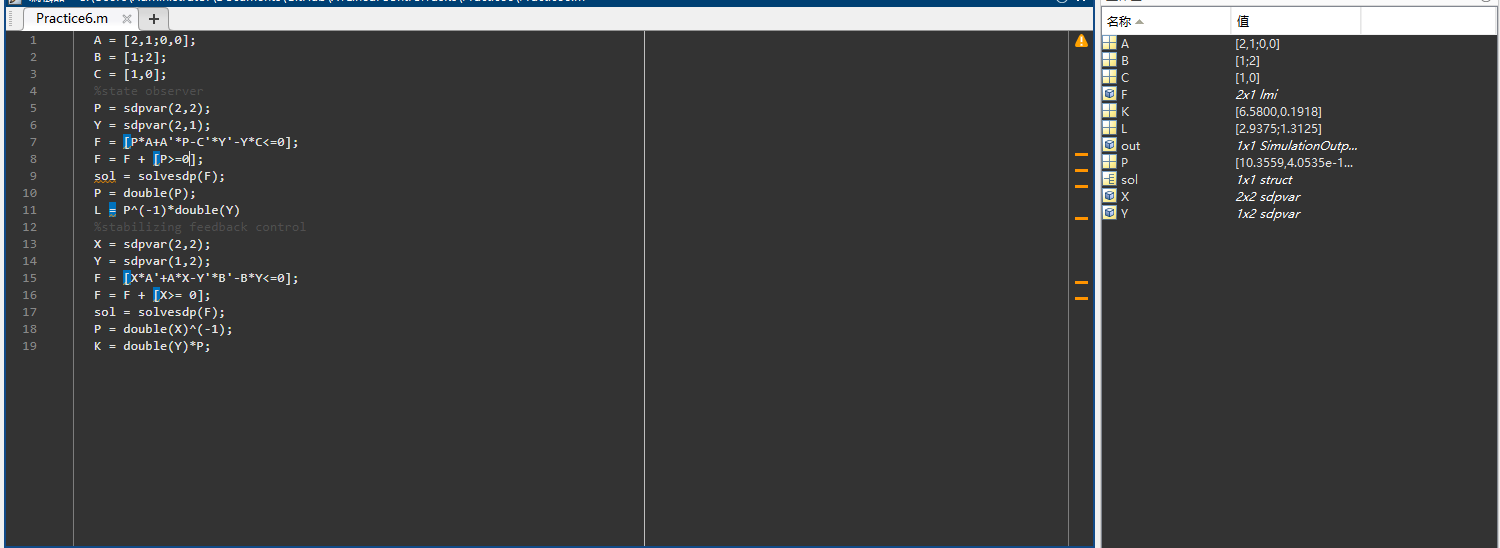 Practice6.m
1 A = [2,1;0,0];
2 B = [1;2];
3 C = [1,0];
4 %state observer
5 P = sdpvar(2,2);
6 Y = sdpvar(2,1);
7 F = [P*A+A'*P-C'*Y'-Y*C<=0];
8 F = F + [P>=0];
9 sol = solvesdp(F);
10 P = double(P);
11 L = P^(-1)*double(Y)
12 %stabilizing feedback control
13 X = sdpvar(2,2);
14 Y = sdpvar(1,2);
15 F = [X*A'+A*X-Y'*B'-B*Y<=0];
16 F = F + [X>= 0];
17 sol = solvesdp(F);
18 P = double(X)^(-1);
19 K = double(Y)*P;
名称 值
A [2,1;0,0]
B [1;2]
C [1,0]
F 2x1 lmi
K [6.5800,0.1918]
L [2.9375;1.3125]
out 1x1 SimulationOutp...
P [10.3559,4.0535e-1...
sol 1x1 struct
X 2x2 sdpvar
Y 1x2 sdpvar